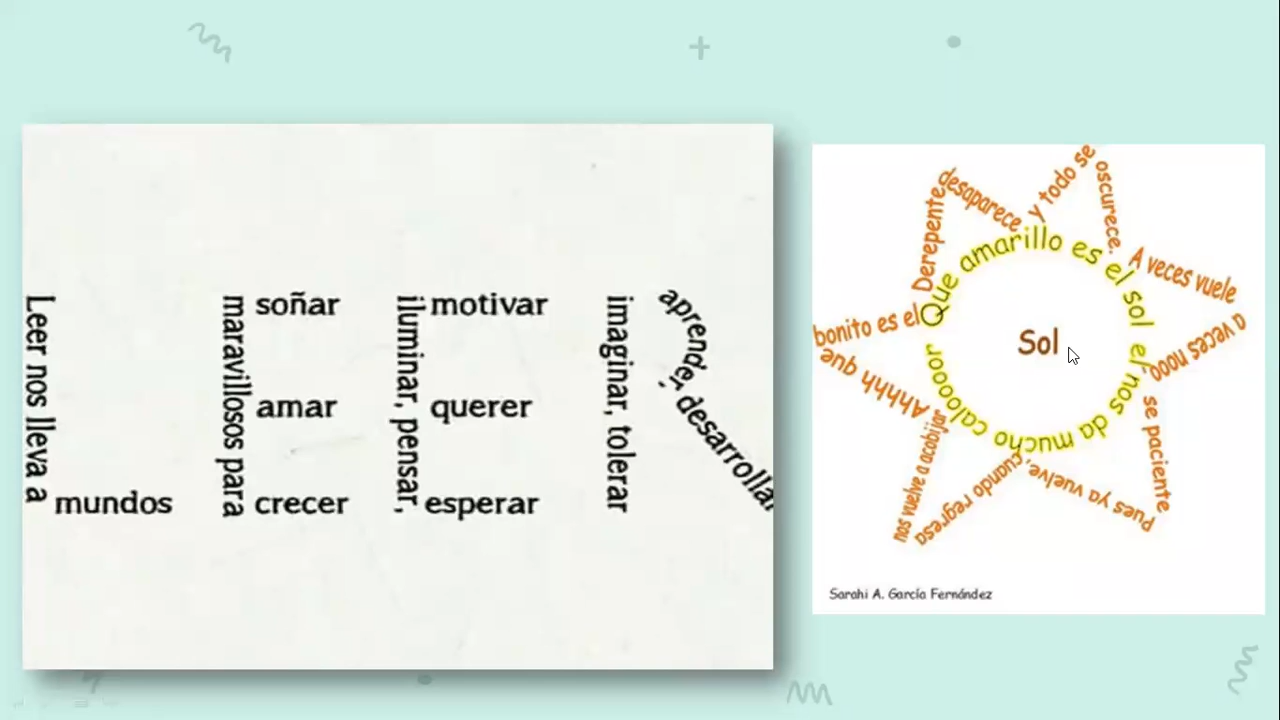 Leer nos lleva a
mundos
maravillosos para
soñar
amar
crecer
iluminar, pensar,
motivar
querer
esperar
imaginar, tolerar
aprender,
desarrollar
Sol
Que amarillo es el sol el nos da mucho caloooor
Derepente
desaparece
y todo se
oscurece.
A veces vuele
a veces nooo,
se paciente
Pues ya vuelve,
cuando regresa
nos vuelve a acobijar
Ahhhh que
bonito es el
Sarahi A. García Fernández